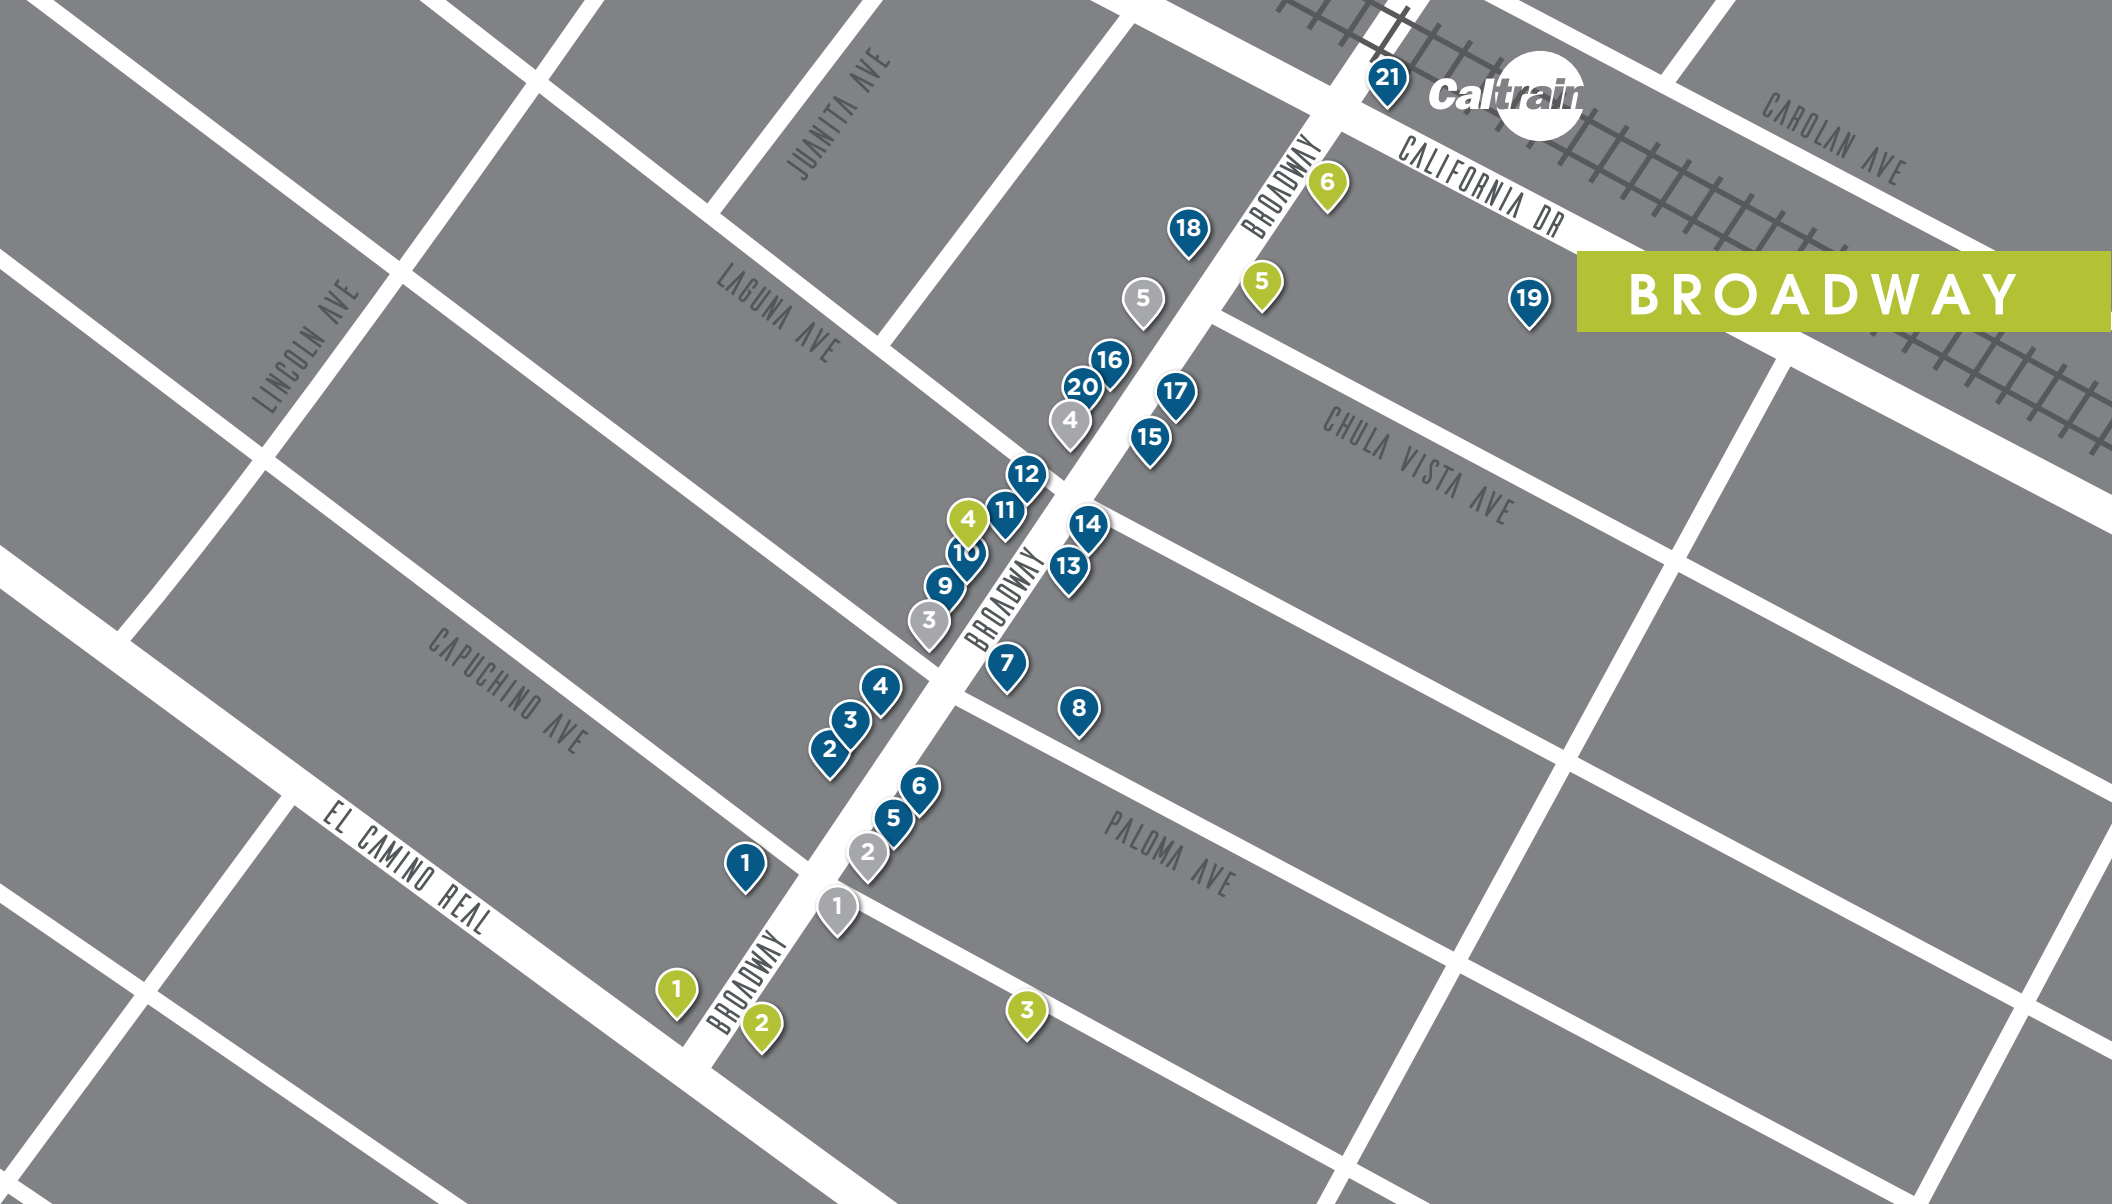 21
Caltrain
CAROLAN AVE
JUANITA AVE
CALIFORNIA DR
BROADWAY
6
18
LAGUNA AVE
5
5
19
BROADWAY
LINCOLN AVE
16
20
17
4
15
CHULA VISTA AVE
12
11
4
14
10
13
9
3
BROADWAY
7
CAPUCHINO AVE
4
8
3
2
6
5
2
PALOMA AVE
EL CAMINO REAL
1
1
BROADWAY
1
2
3